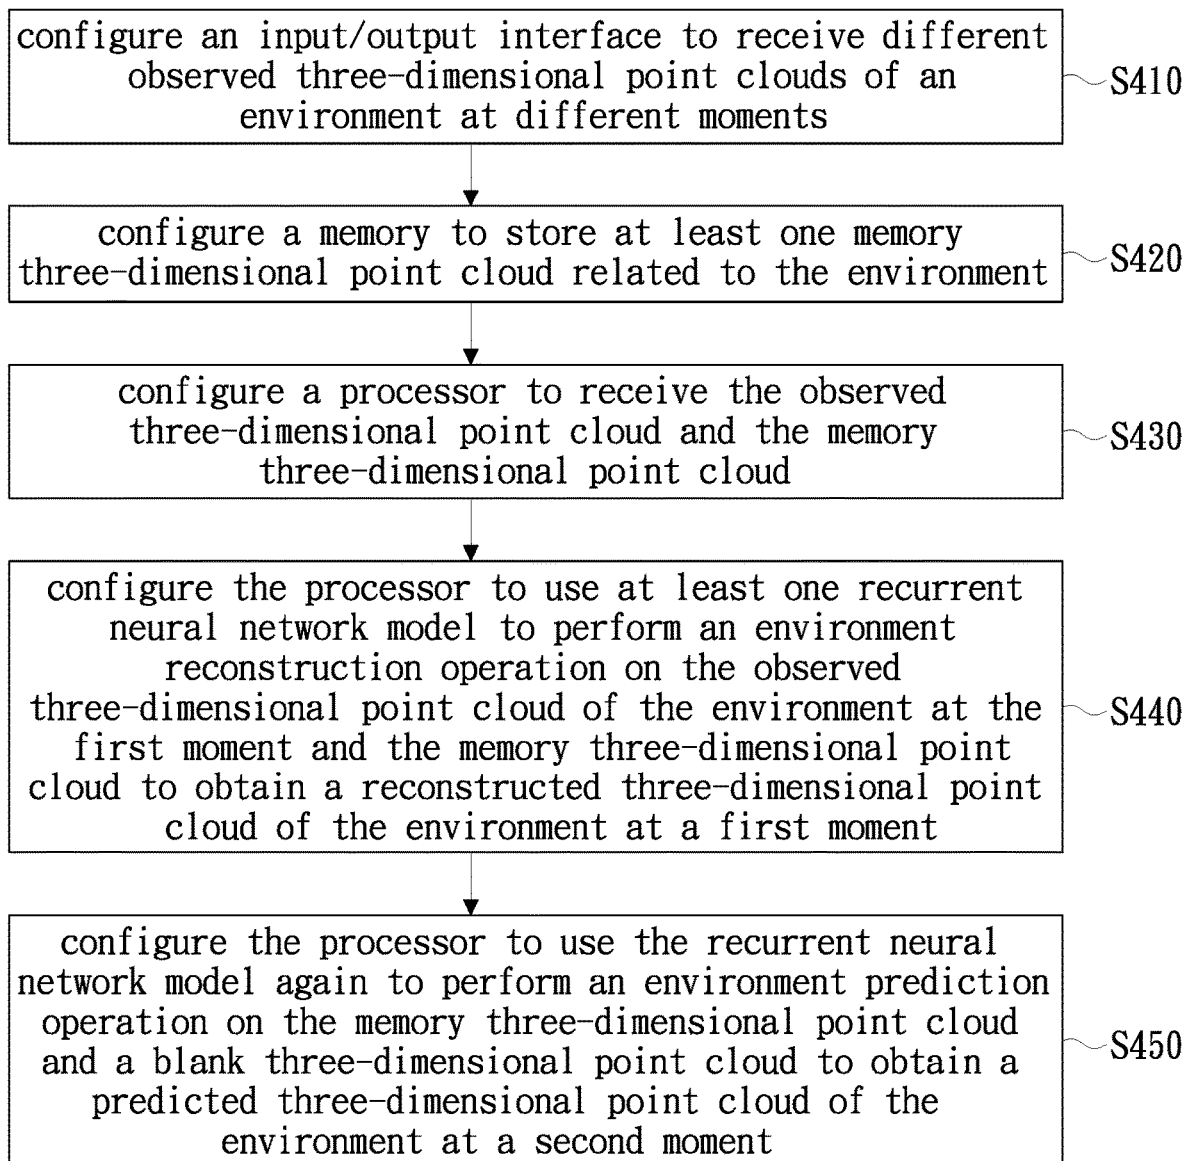 configure an input/output interface to receive different
observed three-dimensional point clouds of an
environment at different moments
S410
configure a memory to store at least one memory
three-dimensional point cloud related to the environment
S420
configure a processor to receive the observed
three-dimensional point cloud and the memory
three-dimensional point cloud
S430
configure the processor to use at least one recurrent
neural network model to perform an environment
reconstruction operation on the observed
three-dimensional point cloud of the environment at the
first moment and the memory three-dimensional point
cloud to obtain a reconstructed three-dimensional point
cloud of the environment at a first moment
S440
configure the processor to use the recurrent neural
network model again to perform an environment prediction
operation on the memory three-dimensional point cloud
and a blank three-dimensional point cloud to obtain a
predicted three-dimensional point cloud of the
environment at a second moment
S450